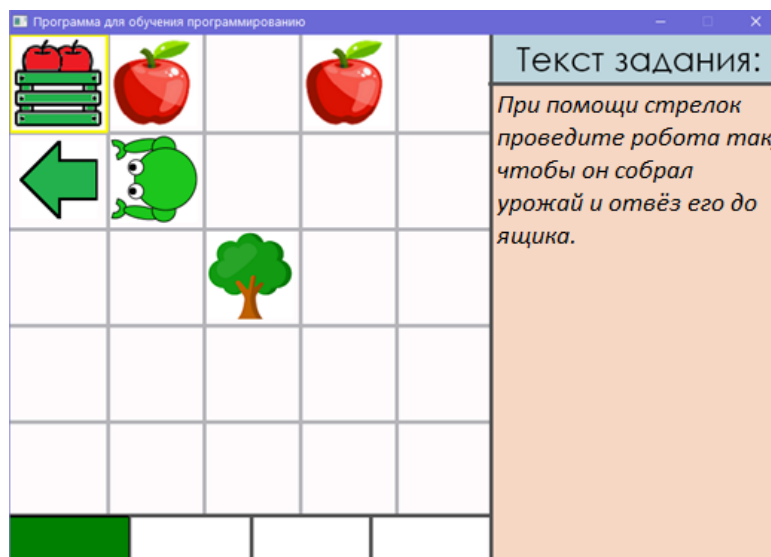 Программа для обучения программированию
Текст задания:
При помощи стрелок
проведите робота так
чтобы он собрал
урожай и отвёз его до
ящика.